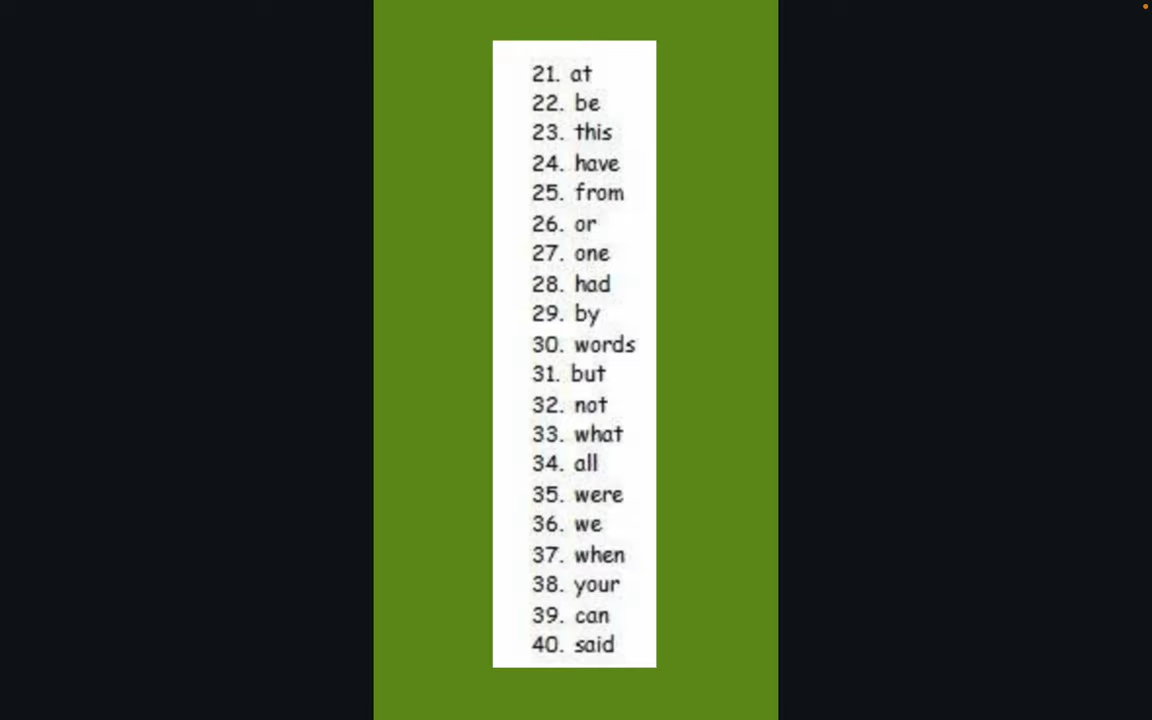 21. at
22. be
23. this
24. have
25. from
26. or
27. one
28. had
29. by
30. words
31. but
32. not
33. what
34. all
35. were
36. we
37. when
38. your
39. can
40. said